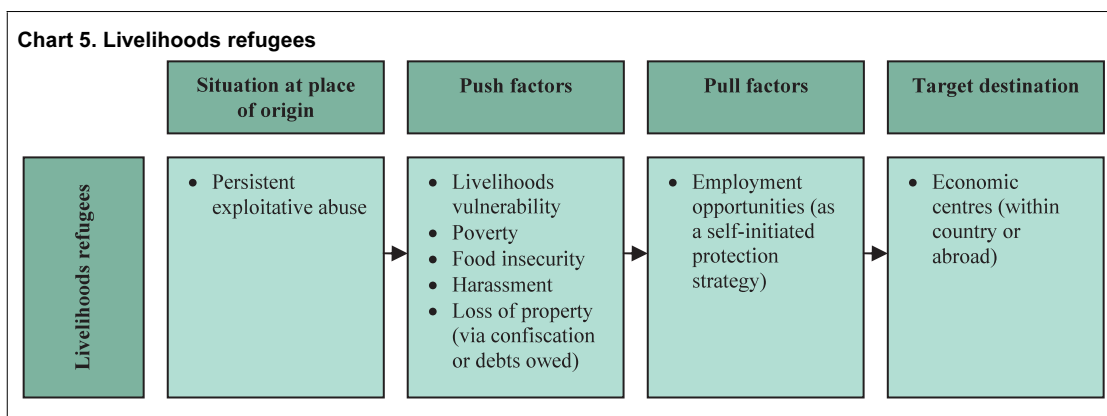 Chart 5. Livelihoods refugees
Situation at place
of origin
Push factors
Pull factors
Target destination
Livelihoods refugees
• Persistent
exploitative abuse
• Livelihoods
vulnerability
• Poverty
• Food insecurity
• Harassment
• Loss of property
(via confiscation
or debts owed)
• Employment
opportunities (as
a self-initiated
protection
strategy)
• Economic
centres (within
country or
abroad)